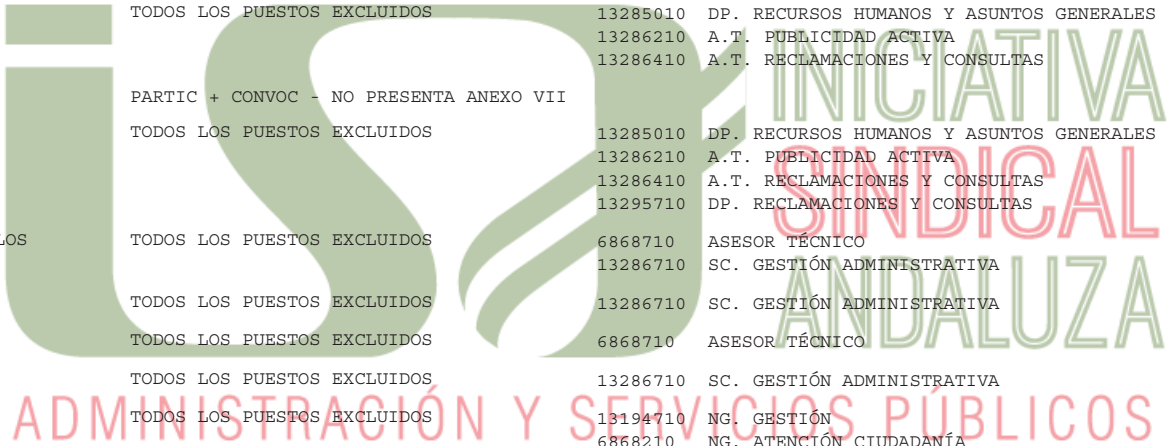 TODOS LOS PUESTOS EXCLUIDOS 13285010 DP. RECURSOS HUMANOS Y ASUNTOS GENERALES
13286210 A.T. PUBLICIDAD ACTIVA
13286410 A.T. RECLAMACIONES Y CONSULTAS
PARTIC + CONVOC - NO PRESENTA ANEXO VII
TODOS LOS PUESTOS EXCLUIDOS 13285010 DP. RECURSOS HUMANOS Y ASUNTOS GENERALES
13286210 A.T. PUBLICIDAD ACTIVA
13286410 A.T. RECLAMACIONES Y CONSULTAS
13295710 DP. RECLAMACIONES Y CONSULTAS
LOS TODOS LOS PUESTOS EXCLUIDOS 6868710 ASESOR TÉCNICO
13286710 SC. GESTIÓN ADMINISTRATIVA
TODOS LOS PUESTOS EXCLUIDOS 13286710 SC. GESTIÓN ADMINISTRATIVA
TODOS LOS PUESTOS EXCLUIDOS 6868710 ASESOR TÉCNICO
TODOS LOS PUESTOS EXCLUIDOS 13286710 SC. GESTIÓN ADMINISTRATIVA
TODOS LOS PUESTOS EXCLUIDOS 13194710 NG. GESTIÓN
6868210 NG. ATENCIÓN CIUDADANÍA
isa
INICIATIVA
SINDICAL
ANDALUZA
ADMINISTRACIÓN Y SERVICIOS PÚBLICOS